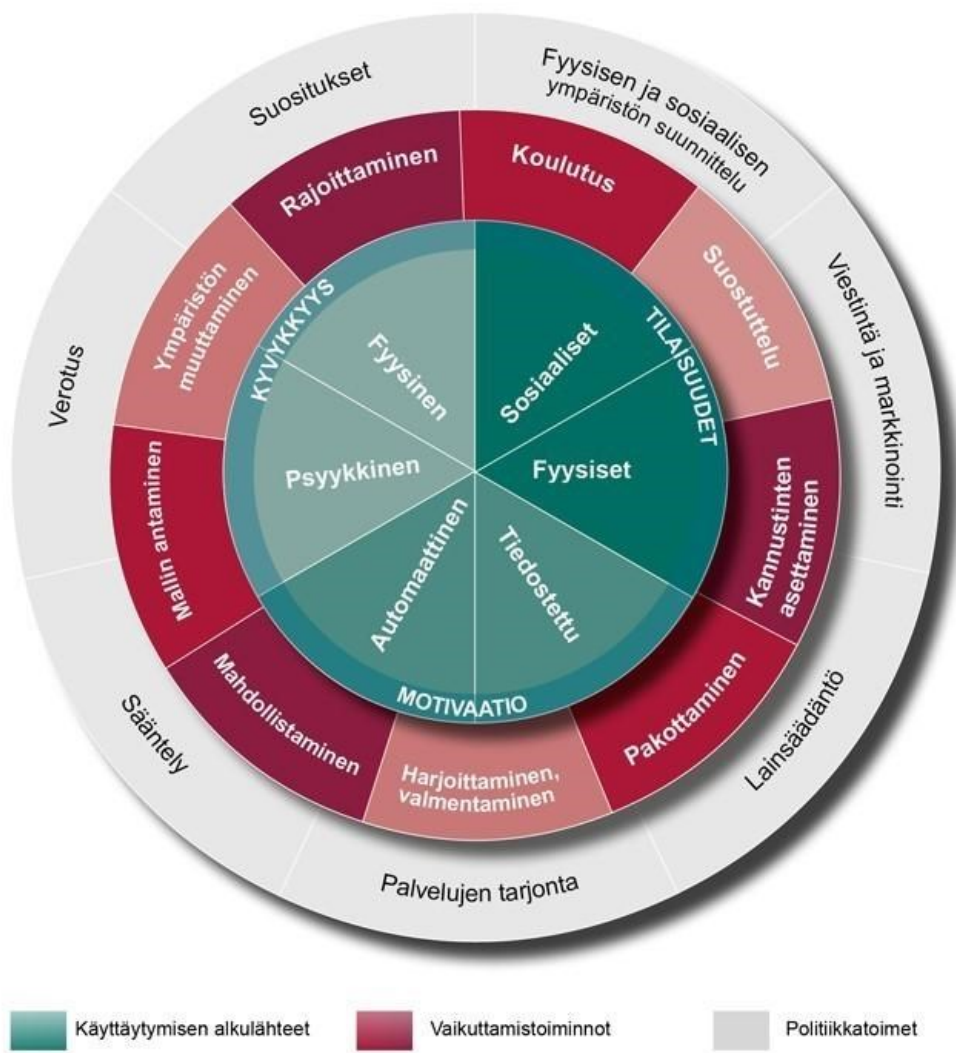 Suositukset
Fyysisen ja sosiaalisen
ympäristön suunnittelu
Viestintä ja markkinointi
Lainsäädäntö
Palvelujen tarjonta
Sääntely
Verotus
Rajoittaminen
Koulutus
Suostuttelu
Kannustinten
asettaminen
Pakottaminen
Harjoittaminen,
valmentaminen
Mahdollistaminen
Mallin antaminen
Ympäristön
muuttaminen
KYVYKKYYS
TILAISUUDET
MOTIVAATIO
Fyysinen
Sosiaaliset
Fyysiset
Tiedostettu
Automaattinen
Psyykkinen
Käyttäytymisen alkulähteet
Vaikuttamistoiminnot
Politiikkatoimet